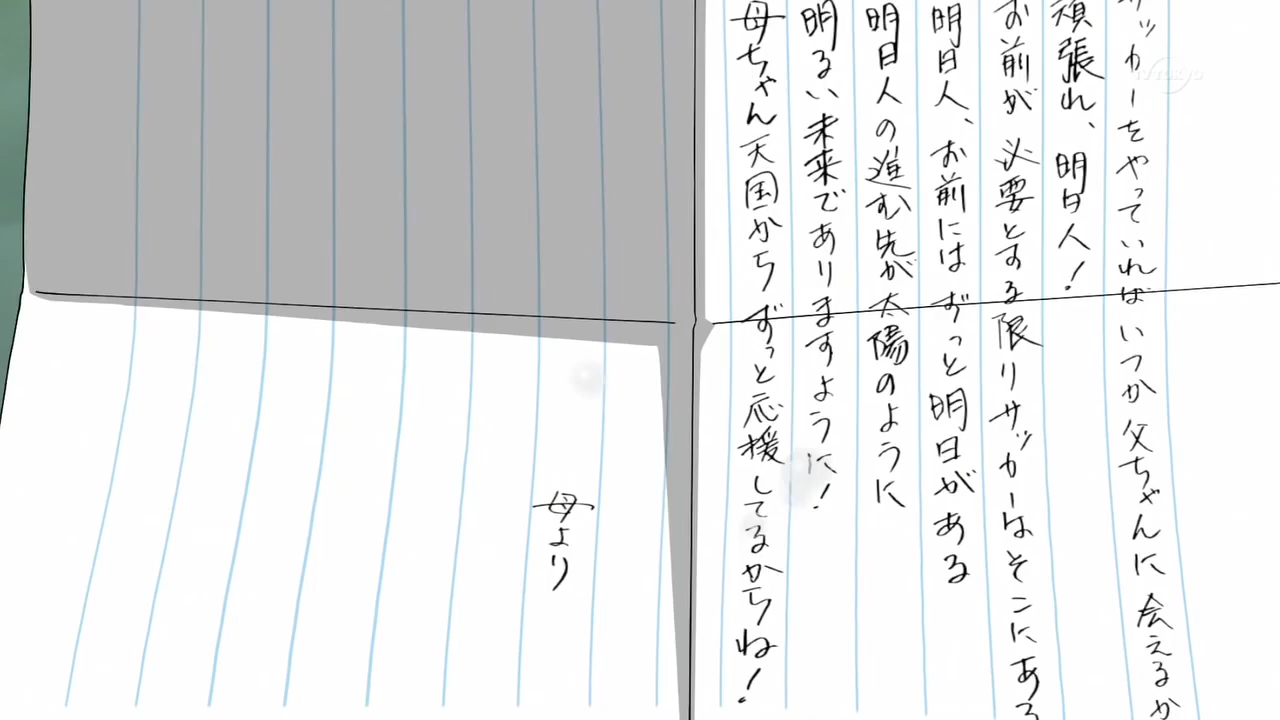 サッカーをやっていればいつか父ちゃんに会えるか
頑張れ、明日人!
お前が必要とする限りサッカーはそこにある
明日人、お前にはずっと明日がある
明日人の進む先が太陽のように
明るい未来でありますように!
母ちゃん天国からずっと応援してるからね!
母より
TV TOKYO